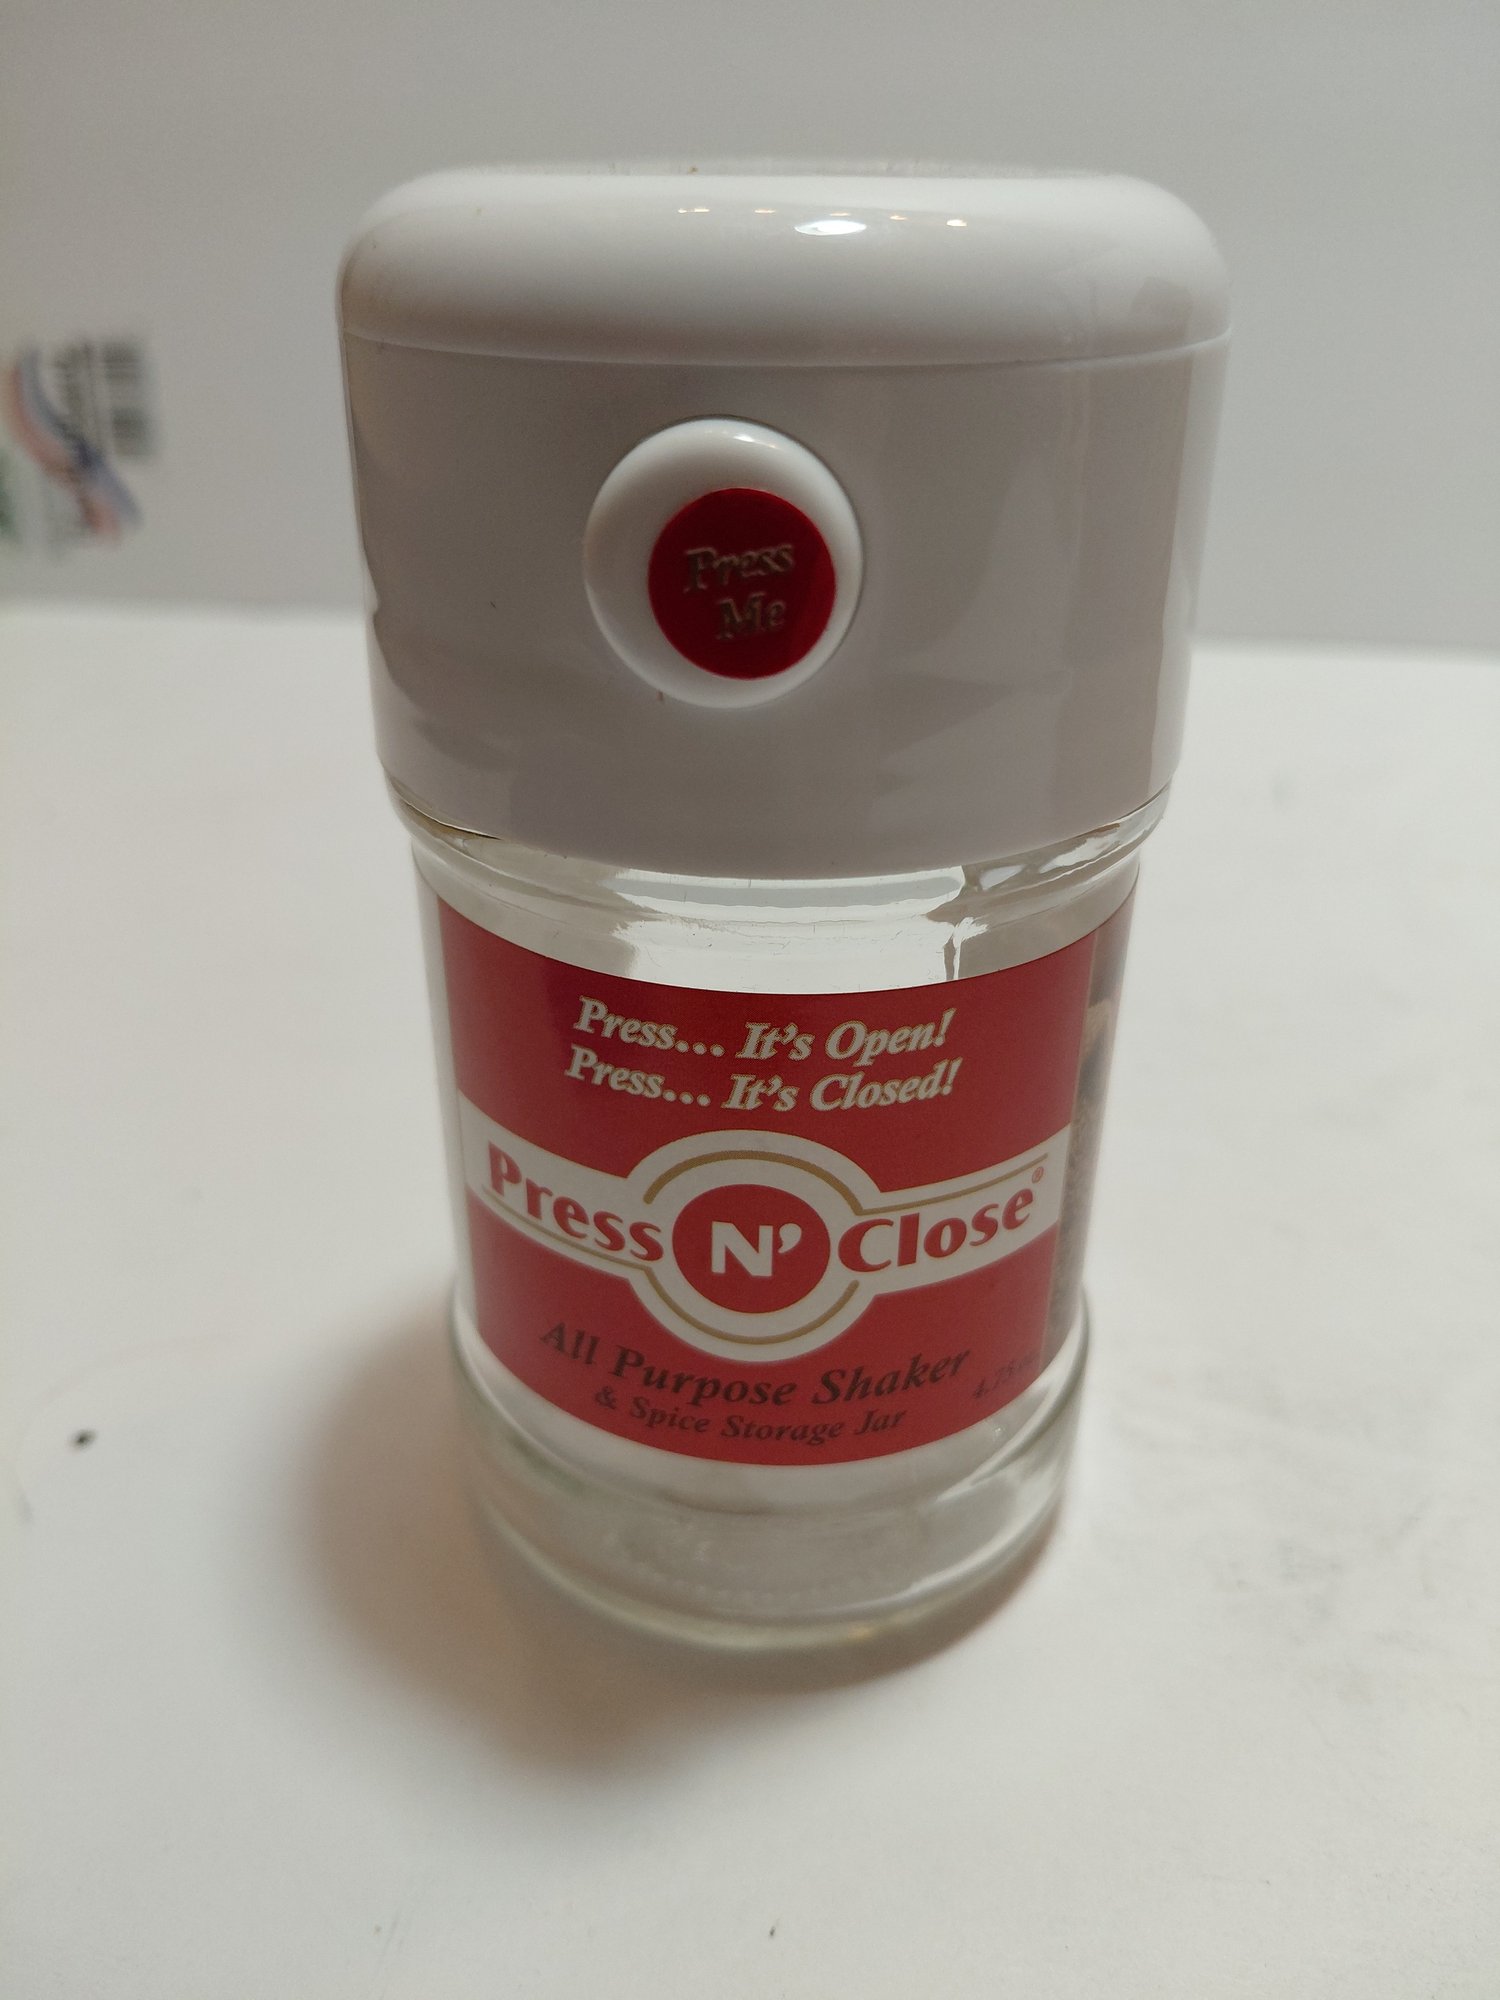 Press
Me
Press... It's Open!
Press... It's Closed!
Press N' Close®
All Purpose Shaker
& Spice Storage Jar